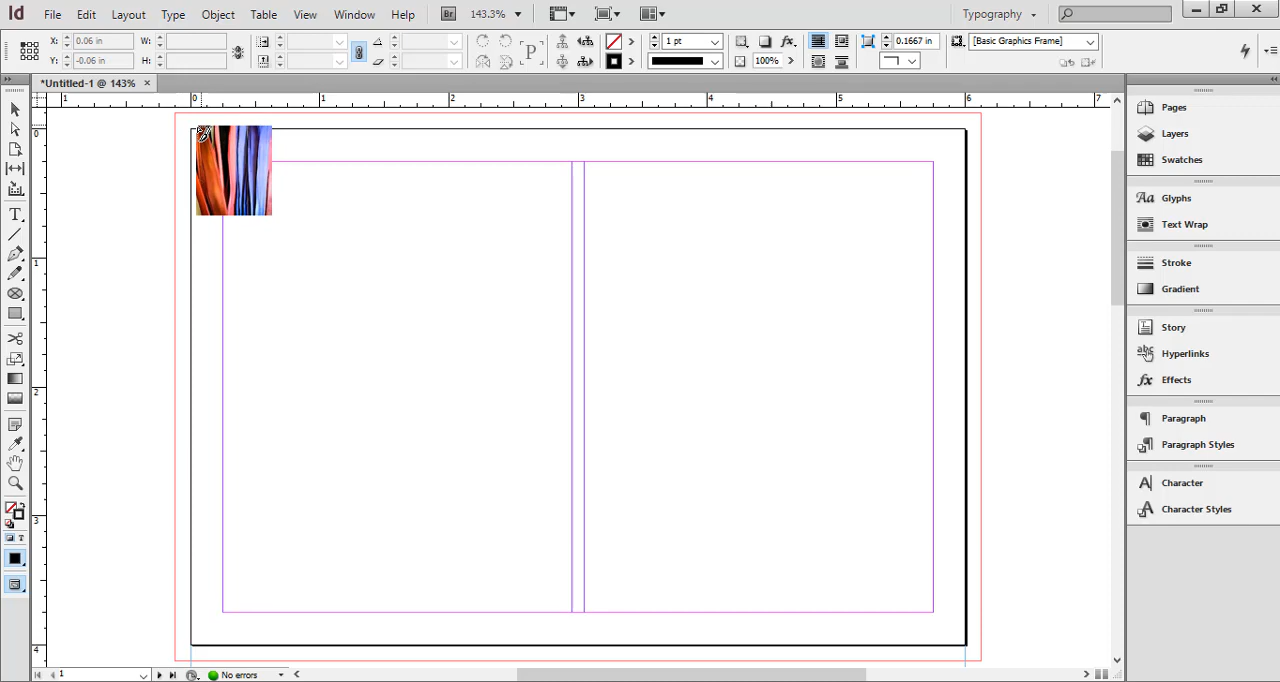 Id File Edit Layout Type Object Table View Window Help Br 143.3% Typography
X: 0.06 in W: 1 pt 0.1667 in [Basic Graphics Frame]
Y: -0.06 in H: P 100%
*Untitled-1 @ 143% ×
1 0 1 2 3 4 5 6 7
0
1
2
3
4
T
T
Pages
Layers
Swatches
Glyphs
Text Wrap
Stroke
Gradient
Story
Hyperlinks
Effects
Paragraph
Paragraph Styles
Character
Character Styles
1 No errors